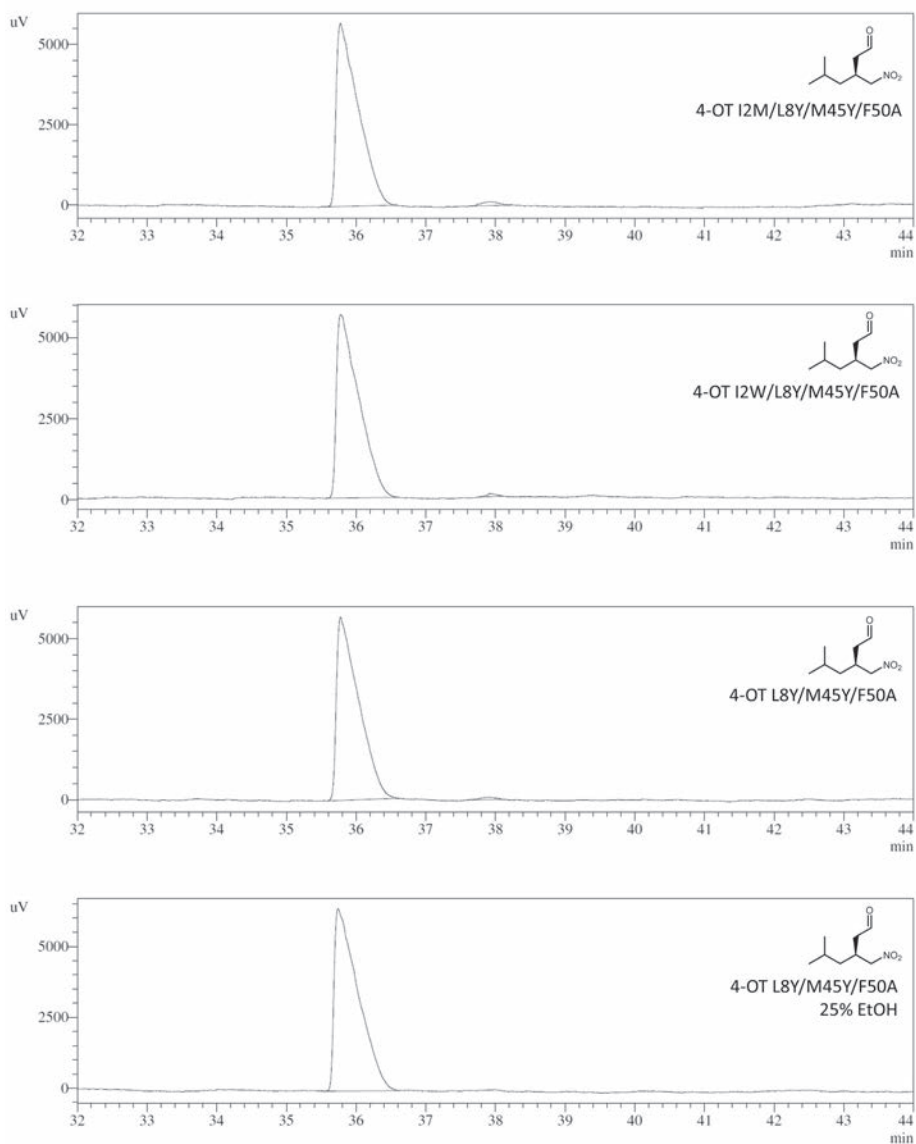 uV
5000
2500
0
O
NO₂
4-OT I2M/L8Y/M45Y/F50A
32 33 34 35 36 37 38 39 40 41 42 43 44
min
uV
5000
2500
0
O
NO₂
4-OT I2W/L8Y/M45Y/F50A
32 33 34 35 36 37 38 39 40 41 42 43 44
min
uV
5000
2500
0
O
NO₂
4-OT L8Y/M45Y/F50A
32 33 34 35 36 37 38 39 40 41 42 43 44
min
uV
5000
2500
0
O
NO₂
4-OT L8Y/M45Y/F50A
25% EtOH
32 33 34 35 36 37 38 39 40 41 42 43 44
min